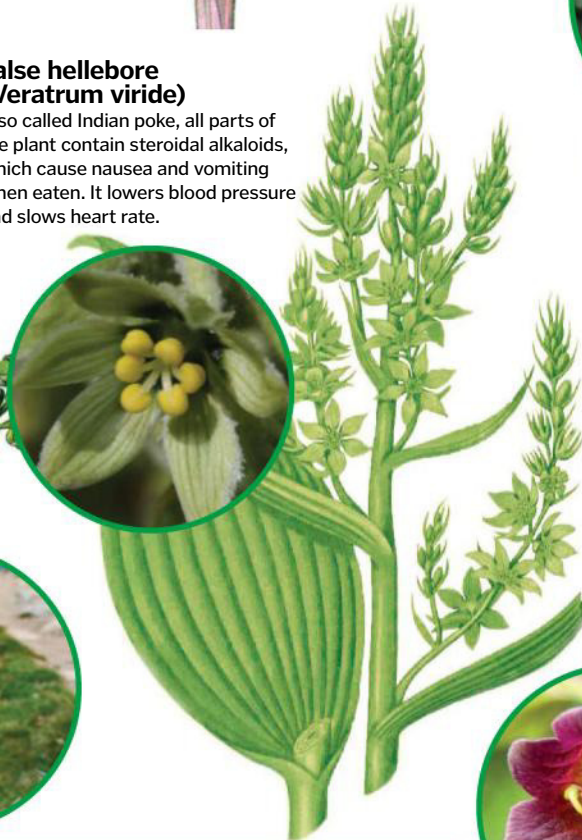 alse hellebore
Veratrum viride)
so called Indian poke, all parts of
e plant contain steroidal alkaloids,
hich cause nausea and vomiting
hen eaten. It lowers blood pressure
nd slows heart rate.